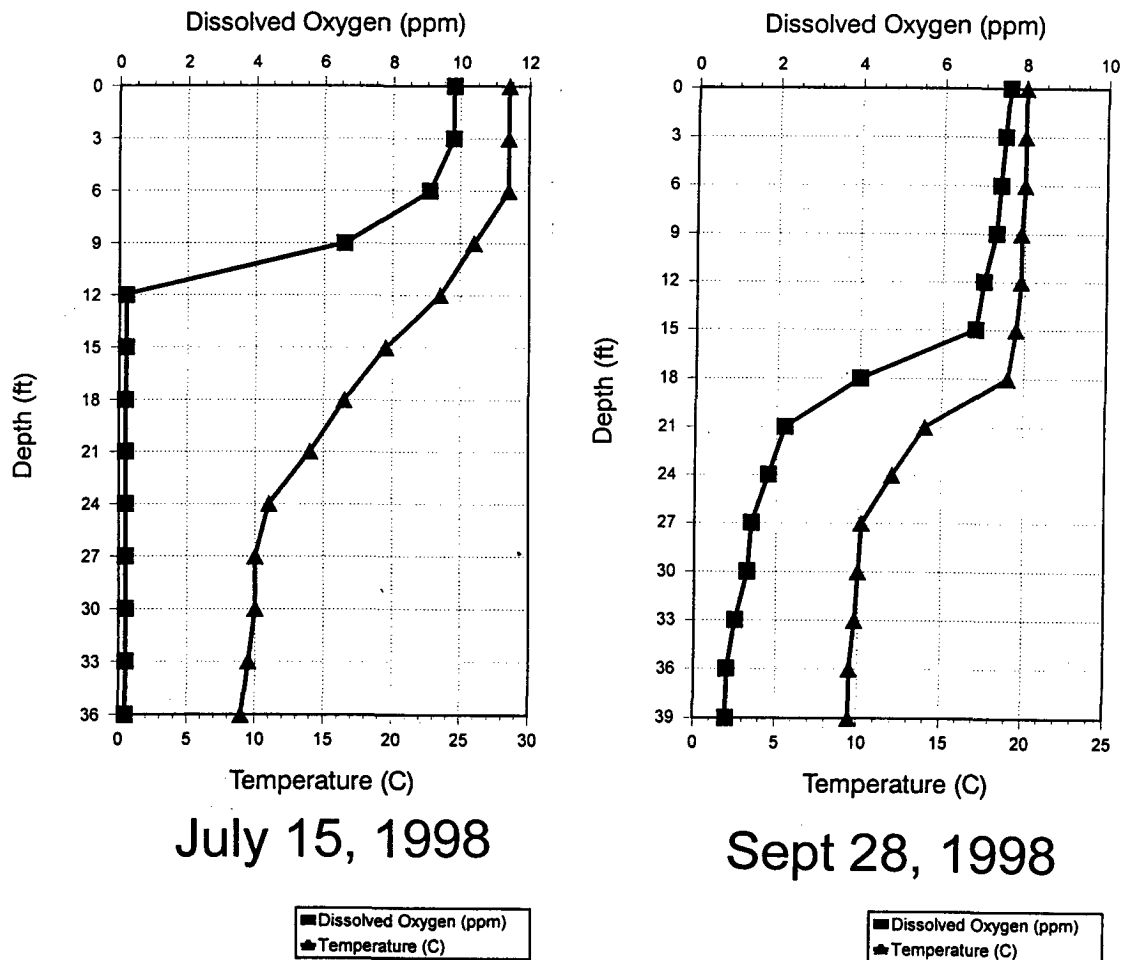 Dissolved Oxygen (ppm)
0 2 4 6 8 10 12
0
3
6
9
12
15
18
21
24
27
30
33
36
Depth (ft)
0 5 10 15 20 25 30
Temperature (C)
July 15, 1998
Dissolved Oxygen (ppm)
Temperature (C)
Dissolved Oxygen (ppm)
0 2 4 6 8 10
0
3
6
9
12
15
18
21
24
27
30
33
36
39
Depth (ft)
0 5 10 15 20 25
Temperature (C)
Sept 28, 1998
Dissolved Oxygen (ppm)
Temperature (C)